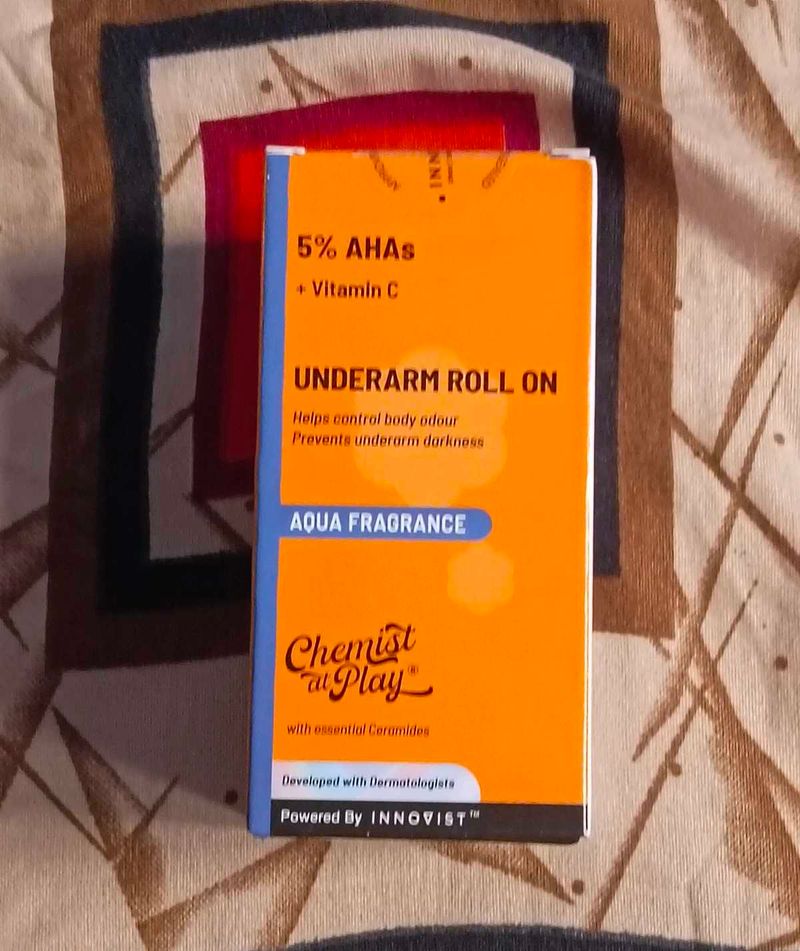 INN
5% AHAs
+ Vitamin C
UNDERARM ROLL ON
Helps control body odour
Prevents underarm darkness
AQUA FRAGRANCE
Chemist
at Play®
with essential Ceramides
Developed with Dermatologists
Powered By INNOVIST™